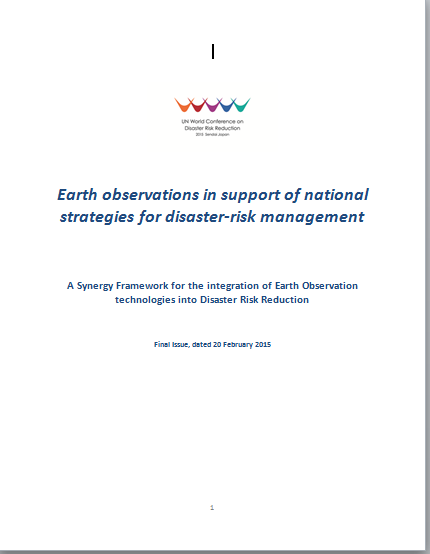 UN World Conference on
Disaster Risk Reduction
2015 Sendai Japan
Earth observations in support of national
strategies for disaster-risk management
A Synergy Framework for the integration of Earth Observation
technologies into Disaster Risk Reduction
Final Issue, dated 20 February 2015
1